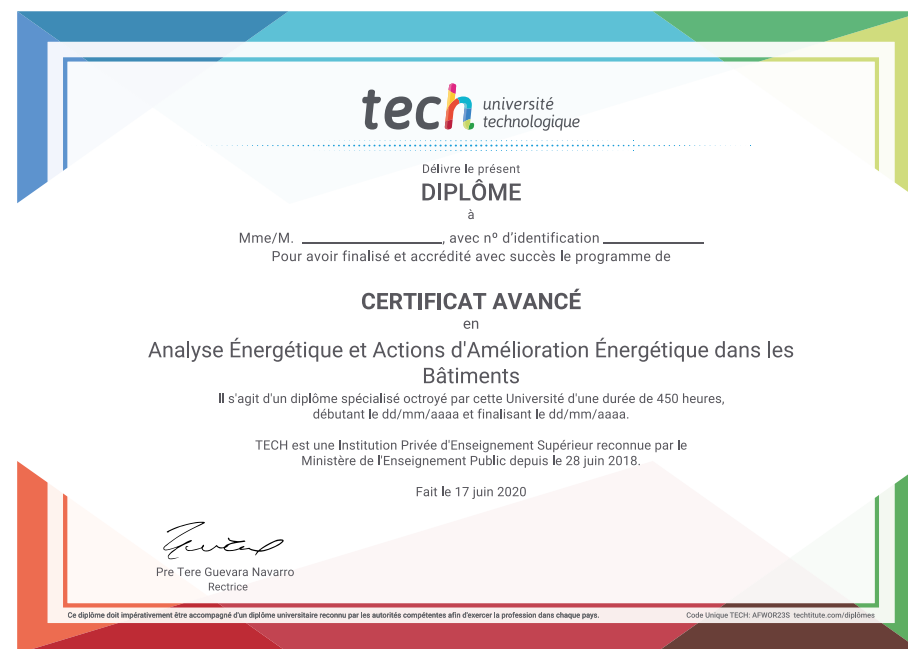 tech université
technologique
Délivre le présent
DIPLÔME
à
Mme/M. ____________________, avec nº d'identification ______________
Pour avoir finalisé et accrédité avec succès le programme de
CERTIFICAT AVANCÉ
en
Analyse Énergétique et Actions d'Amélioration Énergétique dans les
Bâtiments
Il s'agit d'un diplôme spécialisé octroyé par cette Université d'une durée de 450 heures,
débutant le dd/mm/aaaa et finalisant le dd/mm/aaaa.
TECH est une Institution Privée d'Enseignement Supérieur reconnue par le
Ministère de l'Enseignement Public depuis le 28 juin 2018.
Fait le 17 juin 2020
Pre Tere Guevara Navarro
Rectrice
Ce diplôme doit impérativement être accompagné d'un diplôme universitaire reconnu par les autorités compétentes afin d'exercer la profession dans chaque pays.
Code Unique TECH: AFWOR23S techtitute.com/diplômes